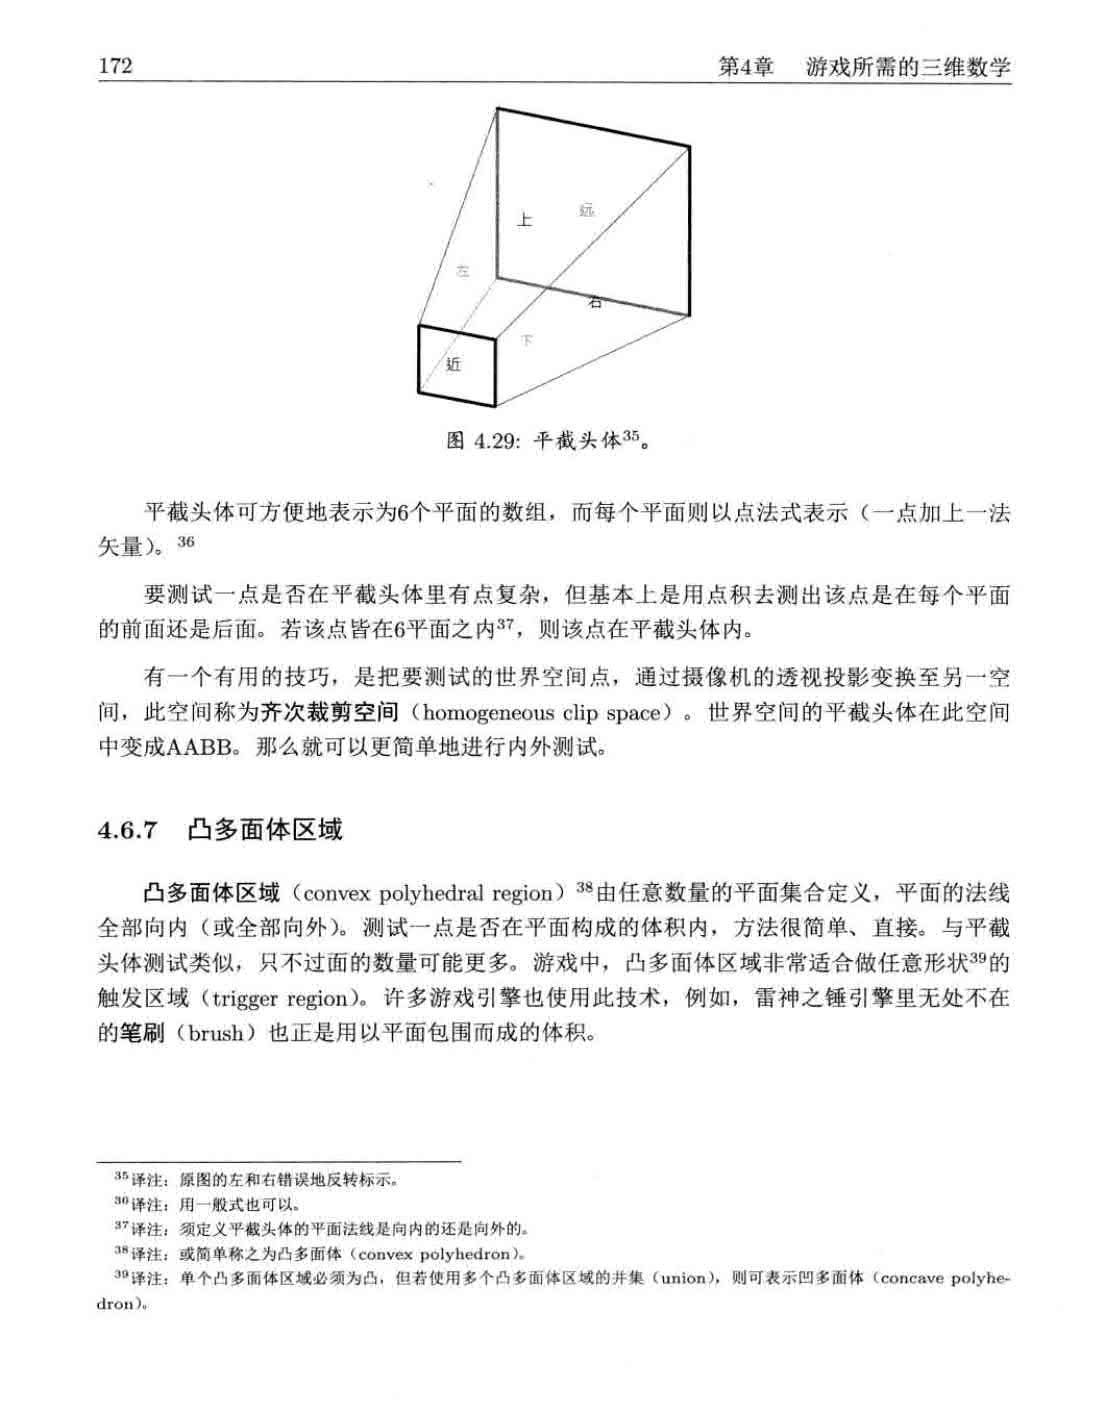 172
第4章 游戏所需的三维数学
上
远
左
右
下
近
图 4.29: 平截头体35。
平截头体可方便地表示为6个平面的数组，而每个平面则以点法式表示（一点加上一法
矢量）。36
要测试一点是否在平截头体里有点复杂，但基本上是用点积去测出该点是在每个平面
的前面还是后面。若该点皆在6平面之内37，则该点在平截头体内。
有一个有用的技巧，是把要测试的世界空间点，通过摄像机的透视投影变换至另一空
间，此空间称为齐次裁剪空间（homogeneous clip space）。世界空间的平截头体在此空间
中变成AABB。那么就可以更简单地进行内外测试。
4.6.7 凸多面体区域
凸多面体区域（convex polyhedral region）38由任意数量的平面集合定义，平面的法线
全部向内（或全部向外）。测试一点是否在平面构成的体积内，方法很简单、直接。与平截
头体测试类似，只不过面的数量可能更多。游戏中，凸多面体区域非常适合做任意形状39的
触发区域（trigger region）。许多游戏引擎也使用此技术，例如，雷神之锤引擎里无处不在
的笔刷（brush）也正是用以平面包围而成的体积。
35译注：原图的左和右错误地反转标示。
36译注：用一般式也可以。
37译注：须定义平截头体的平面法线是向内的还是向外的。
38译注：或简单称之为凸多面体（convex polyhedron）。
39译注：单个凸多面体区域必须为凸，但若使用多个凸多面体区域的并集（union），则可表示凹多面体（concave polyhe-
dron）。